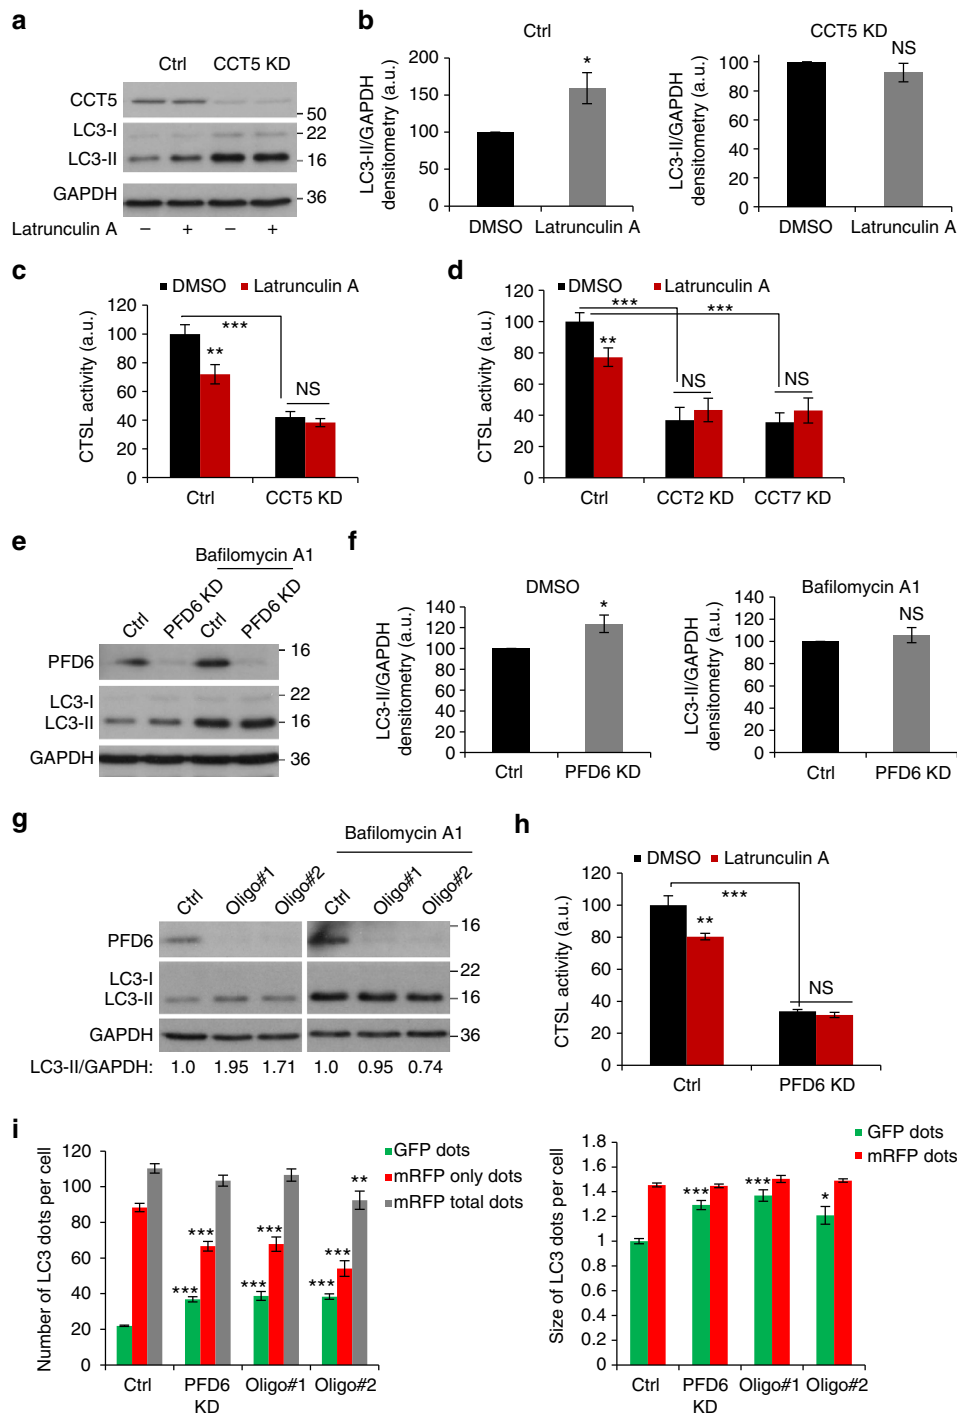 a
Ctrl CCT5 KD
CCT5
50
LC3-I
22
LC3-II
16
GAPDH
36
Latrunculin A − + − +
b
Ctrl
LC3-II/GAPDH
densitometry (a.u.)
200
150
100
50
0
*
DMSO Latrunculin A
CCT5 KD
LC3-II/GAPDH
densitometry (a.u.)
100
80
60
40
20
0
NS
DMSO Latrunculin A
c
DMSO Latrunculin A
CTSL activity (a.u.)
120
100
80
60
40
20
0
***
**
NS
Ctrl CCT5 KD
d
DMSO Latrunculin A
CTSL activity (a.u.)
120
100
80
60
40
20
0
***
***
**
NS NS
Ctrl CCT2 KD CCT7 KD
e
Bafilomycin A1
Ctrl PFD6 KD Ctrl PFD6 KD
PFD6
16
LC3-I
22
LC3-II
16
GAPDH
36
f
DMSO
LC3-II/GAPDH
densitometry (a.u.)
140
120
100
80
60
40
20
0
*
Ctrl PFD6 KD
Bafilomycin A1
LC3-II/GAPDH
densitometry (a.u.)
140
120
100
80
60
40
20
0
NS
Ctrl PFD6 KD
g
Bafilomycin A1
Ctrl Oligo#1 Oligo#2 Ctrl Oligo#1 Oligo#2
PFD6
16
LC3-I
22
LC3-II
16
GAPDH
36
LC3-II/GAPDH: 1.0 1.95 1.71 1.0 0.95 0.74
h
DMSO Latrunculin A
CTSL activity (a.u.)
120
100
80
60
40
20
0
***
**
NS
Ctrl PFD6 KD
i
Number of LC3 dots per cell
120
100
80
60
40
20
0
GFP dots
mRFP only dots
mRFP total dots
*** *** *** *** *** *** **
Ctrl PFD6 KD Oligo#1 Oligo#2
Size of LC3 dots per cell
1.8
1.6
1.4
1.2
1
0.8
0.6
0.4
0.2
0
GFP dots
mRFP dots
*** *** *
Ctrl PFD6 KD Oligo#1 Oligo#2